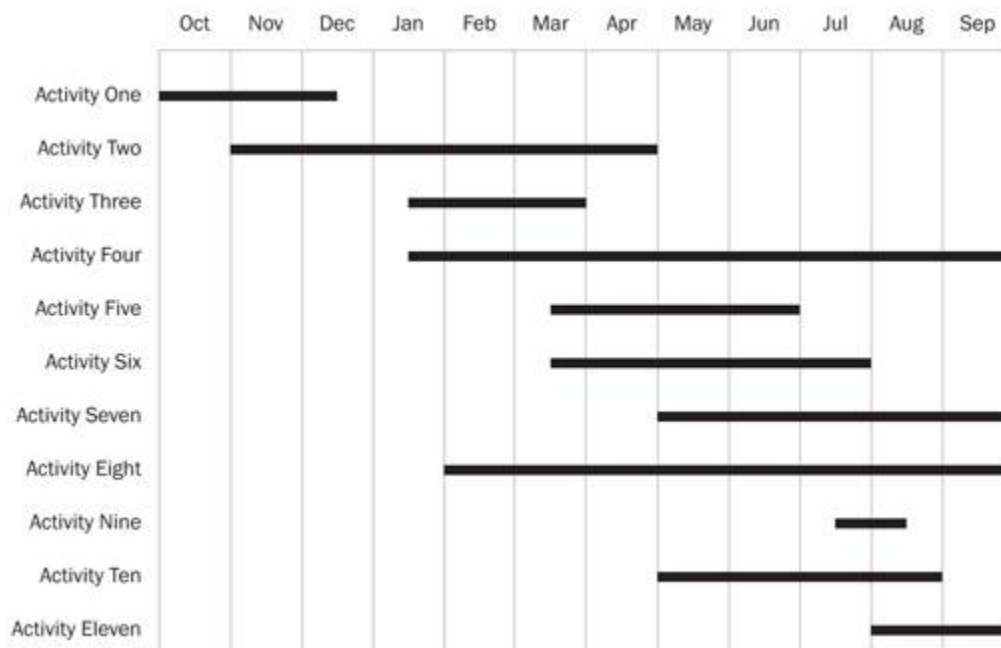 Oct Nov Dec Jan Feb Mar Apr May Jun Jul Aug Sep
Activity One
Activity Two
Activity Three
Activity Four
Activity Five
Activity Six
Activity Seven
Activity Eight
Activity Nine
Activity Ten
Activity Eleven